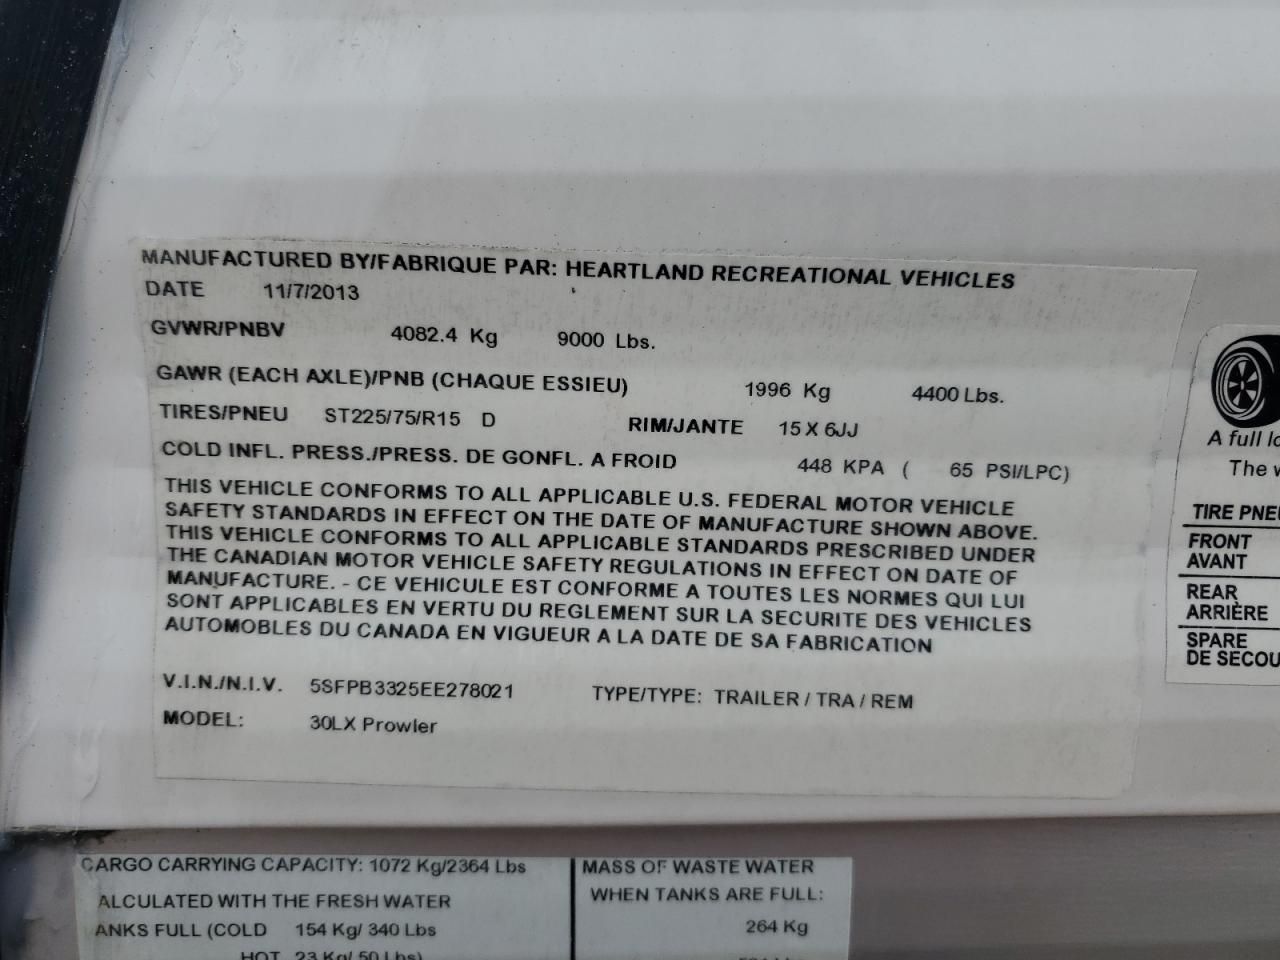 MANUFACTURED BY/FABRIQUE PAR: HEARTLAND RECREATIONAL VEHICLES
DATE 11/7/2013
GVWR/PNBV 4082.4 Kg 9000 Lbs.
GAWR (EACH AXLE)/PNB (CHAQUE ESSIEU) 1996 Kg 4400 Lbs.
TIRES/PNEU ST225/75/R15 D RIM/JANTE 15 X 6JJ
COLD INFL. PRESS./PRESS. DE GONFL. A FROID 448 KPA ( 65 PSI/LPC)
THIS VEHICLE CONFORMS TO ALL APPLICABLE U.S. FEDERAL MOTOR VEHICLE
SAFETY STANDARDS IN EFFECT ON THE DATE OF MANUFACTURE SHOWN ABOVE.
THIS VEHICLE CONFORMS TO ALL APPLICABLE STANDARDS PRESCRIBED UNDER
THE CANADIAN MOTOR VEHICLE SAFETY REGULATIONS IN EFFECT ON DATE OF
MANUFACTURE. - CE VEHICULE EST CONFORME A TOUTES LES NORMES QUI LUI
SONT APPLICABLES EN VERTU DU REGLEMENT SUR LA SECURITE DES VEHICLES
AUTOMOBLES DU CANADA EN VIGUEUR A LA DATE DE SA FABRICATION
V.I.N./N.I.V. 5SFPB3325EE278021 TYPE/TYPE: TRAILER / TRA / REM
MODEL: 30LX Prowler
A full lo
The w
TIRE PNEU
FRONT
AVANT
REAR
ARRIÈRE
SPARE
DE SECOU
CARGO CARRYING CAPACITY: 1072 Kg/2364 Lbs
ALCULATED WITH THE FRESH WATER
ANKS FULL (COLD 154 Kg/ 340 Lbs
HOT 23 Kg/ 50 Lbs)
MASS OF WASTE WATER
WHEN TANKS ARE FULL:
264 Kg